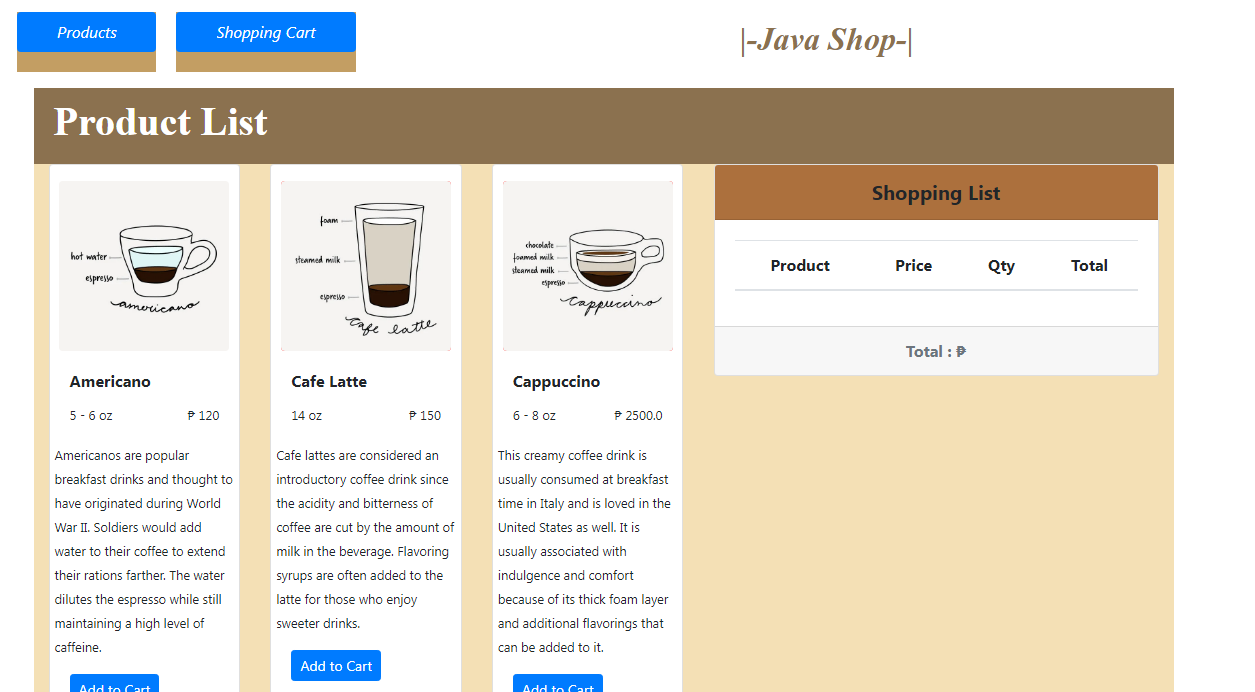 Products
Shopping Cart
|-Java Shop-|
Product List
hot water
espresso
americano
Americano
5 - 6 oz
₱ 120
Americanos are popular
breakfast drinks and thought to
have originated during World
War II. Soldiers would add
water to their coffee to extend
their rations farther. The water
dilutes the espresso while still
maintaining a high level of
caffeine.
Add to Cart
foam
steamed milk
espresso
cafe latte
Cafe Latte
14 oz
₱ 150
Cafe lattes are considered an
introductory coffee drink since
the acidity and bitterness of
coffee are cut by the amount of
milk in the beverage. Flavoring
syrups are often added to the
latte for those who enjoy
sweeter drinks.
Add to Cart
chocolate
foamed milk
steamed milk
espresso
cappuccino
Cappuccino
6 - 8 oz
₱ 2500.0
This creamy coffee drink is
usually consumed at breakfast
time in Italy and is loved in the
United States as well. It is
usually associated with
indulgence and comfort
because of its thick foam layer
and additional flavorings that
can be added to it.
Add to Cart
Shopping List
Product Price Qty Total
Total : ₱